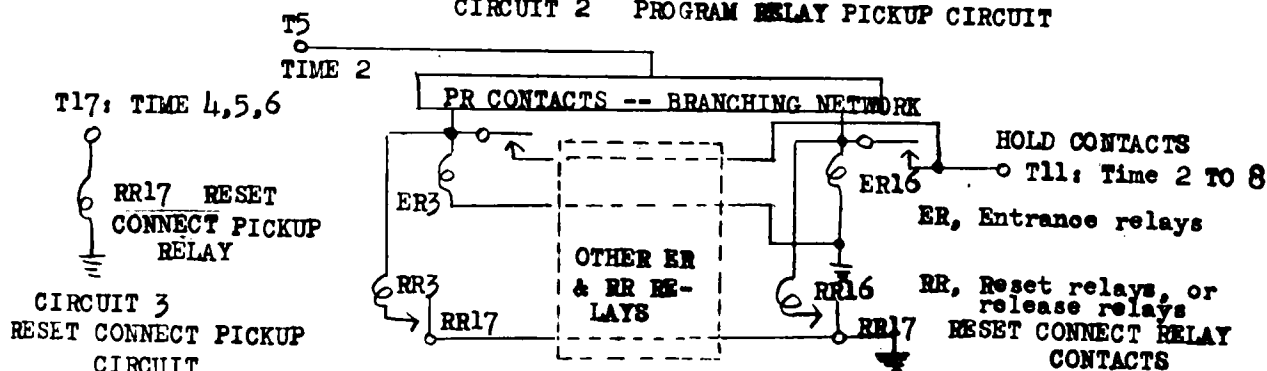 CIRCUIT 2 PROGRAM RELAY PICKUP CIRCUIT
T5
TIME 2
T17: TIME 4,5,6
PR CONTACTS -- BRANCHING NETWORK
HOLD CONTACTS
T11: Time 2 TO 8
RR17 RESET
CONNECT PICKUP
RELAY
ER3
ER16
ER, Entrance relays
OTHER ER
& RR RE-
LAYS
RR3
RR16
RR, Reset relays, or
release relays
CIRCUIT 3
RESET CONNECT PICKUP
CIRCUIT
RR17
RR17
RESET CONNECT RELAY
CONTACTS